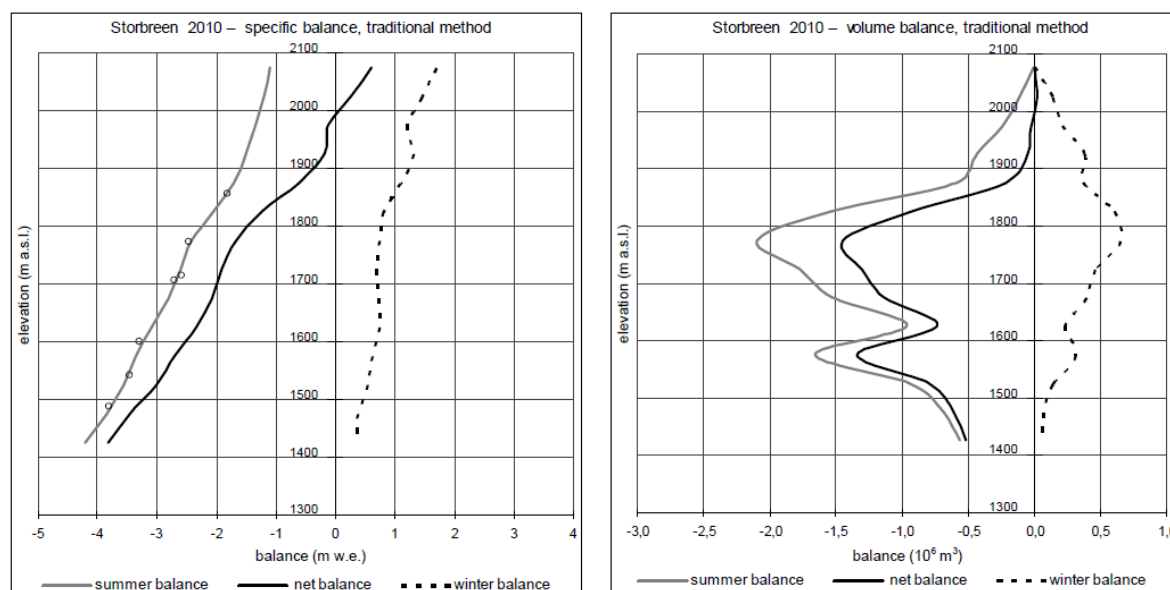 Storbreen 2010 – specific balance, traditional method
2100
2000
1900
1800
1700
1600
1500
1400
1300
elevation (m a.s.l.)
-5 -4 -3 -2 -1 0 1 2 3 4
balance (m w.e.)
summer balance net balance winter balance
Storbreen 2010 – volume balance, traditional method
2100
2000
1900
1800
1700
1600
1500
1400
1300
elevation (m a.s.l.)
-3,0 -2,5 -2,0 -1,5 -1,0 -0,5 0,0 0,5 1,0
balance (10⁶ m³)
summer balance net balance winter balance